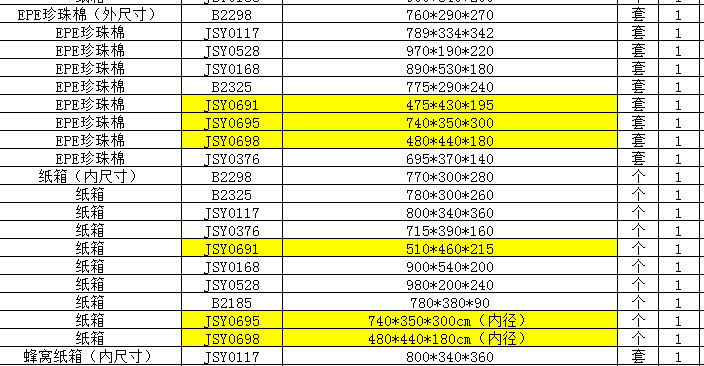 EPE珍珠棉（外尺寸） B2298 760*290*270 套 1
EPE珍珠棉 JSY0117 789*334*342 套 1
EPE珍珠棉 JSY0528 970*190*220 套 1
EPE珍珠棉 JSY0168 890*530*180 套 1
EPE珍珠棉 B2325 775*290*240 套 1
EPE珍珠棉 JSY0691 475*430*195 套 1
EPE珍珠棉 JSY0695 740*350*300 套 1
EPE珍珠棉 JSY0698 480*440*180 套 1
EPE珍珠棉 JSY0376 695*370*140 套 1
纸箱（内尺寸） B2298 770*300*280 个 1
纸箱 B2325 780*300*260 个 1
纸箱 JSY0117 800*340*360 个 1
纸箱 JSY0376 715*390*160 个 1
纸箱 JSY0691 510*460*215 个 1
纸箱 JSY0168 900*540*200 个 1
纸箱 JSY0528 980*200*240 个 1
纸箱 B2185 780*380*90 个 1
纸箱 JSY0695 740*350*300cm（内径） 个 1
纸箱 JSY0698 480*440*180cm（内径） 个 1
蜂窝纸箱（内尺寸） JSY0117 800*340*360 套 1